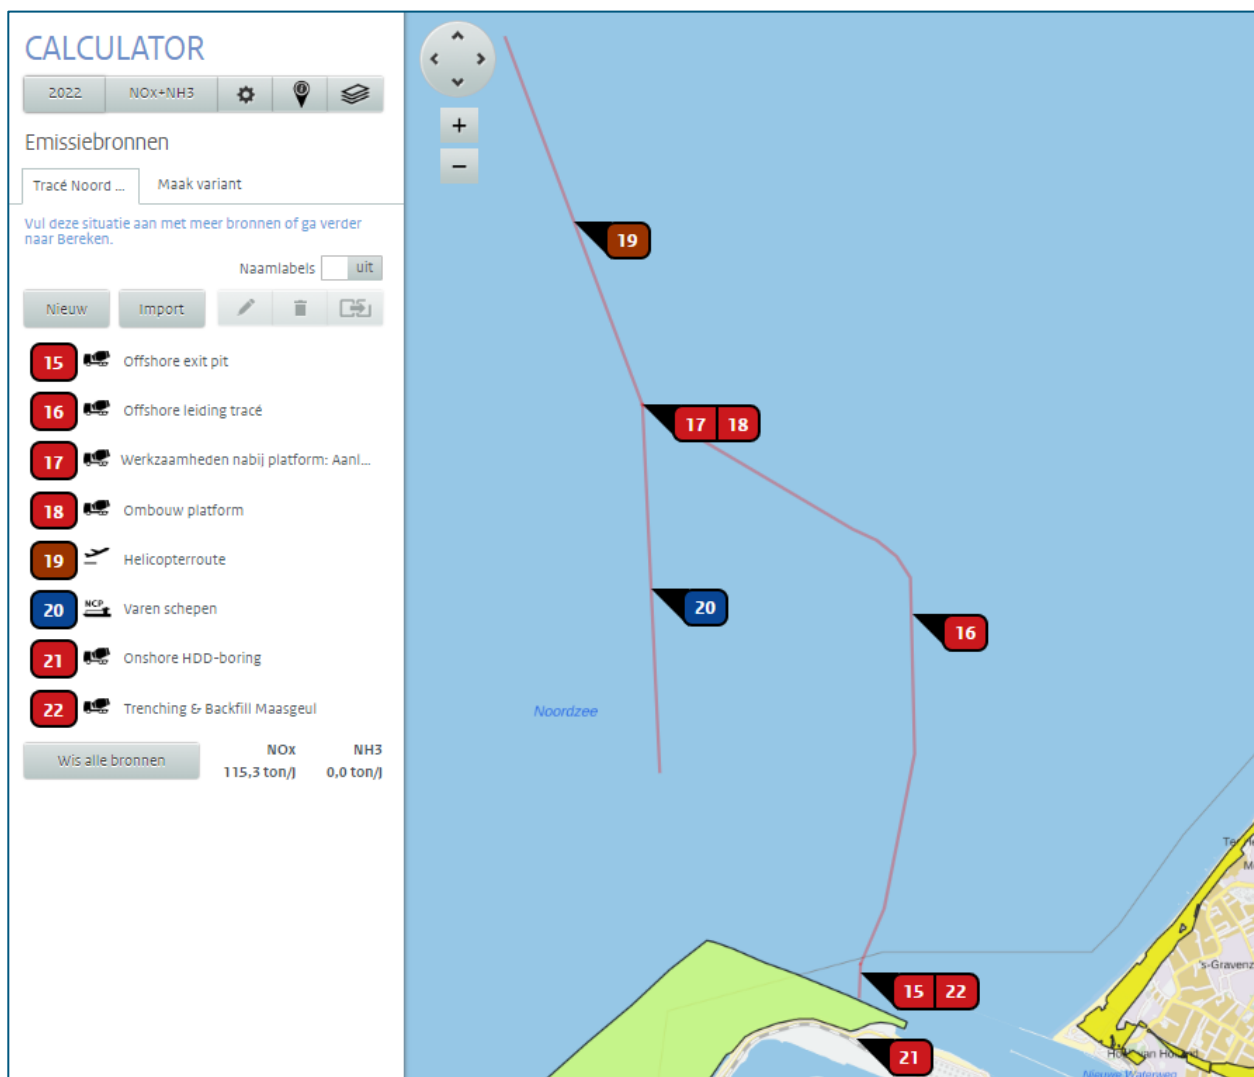 CALCULATOR
2022 NOx+NH3
Emissiebronnen
Tracé Noord ... Maak variant
Vul deze situatie aan met meer bronnen of ga verder
naar Bereken.
Naamlabels uit
Nieuw Import
15 Offshore exit pit
16 Offshore leiding tracé
17 Werkzaamheden nabij platform: Aanl...
18 Ombouw platform
19 Helicopterroute
20 NCP Varen schepen
21 Onshore HDD-boring
22 Trenching & Backfill Maasgeul
Wis alle bronnen
NOx NH3
115,3 ton/j 0,0 ton/j
19
17 18
20
16
Noordzee
's-Gravenz
15 22
21
Nieuwe Waterweg